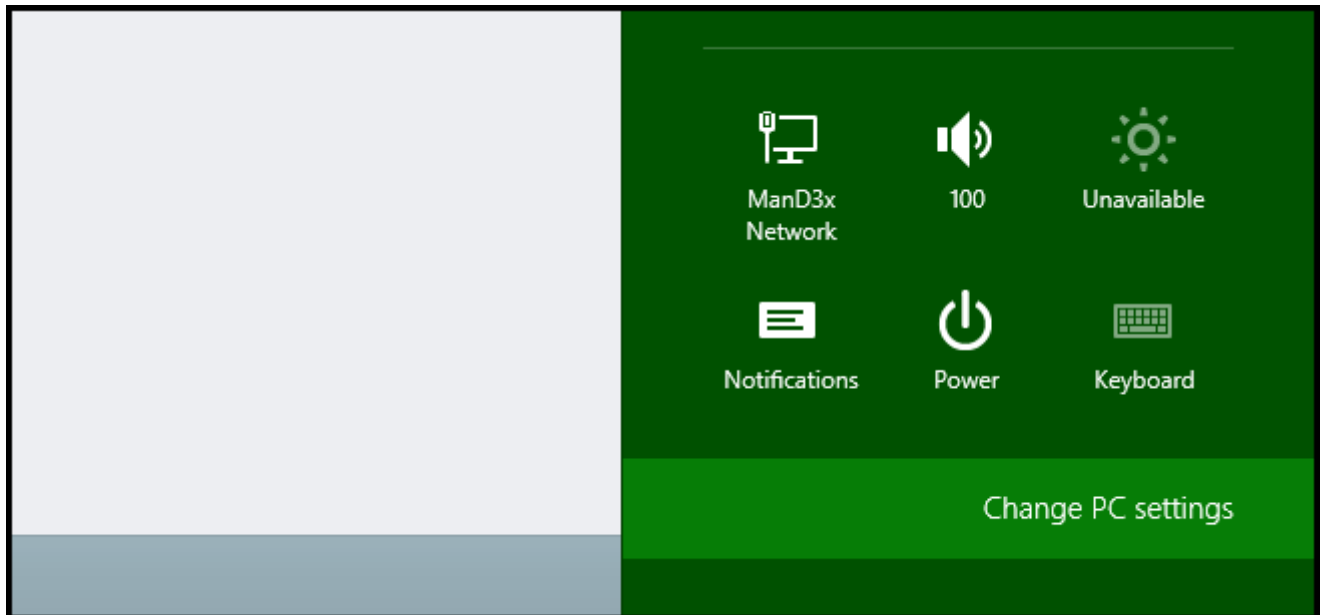 ManD3x
Network
100
Unavailable
Notifications
Power
Keyboard
Change PC settings